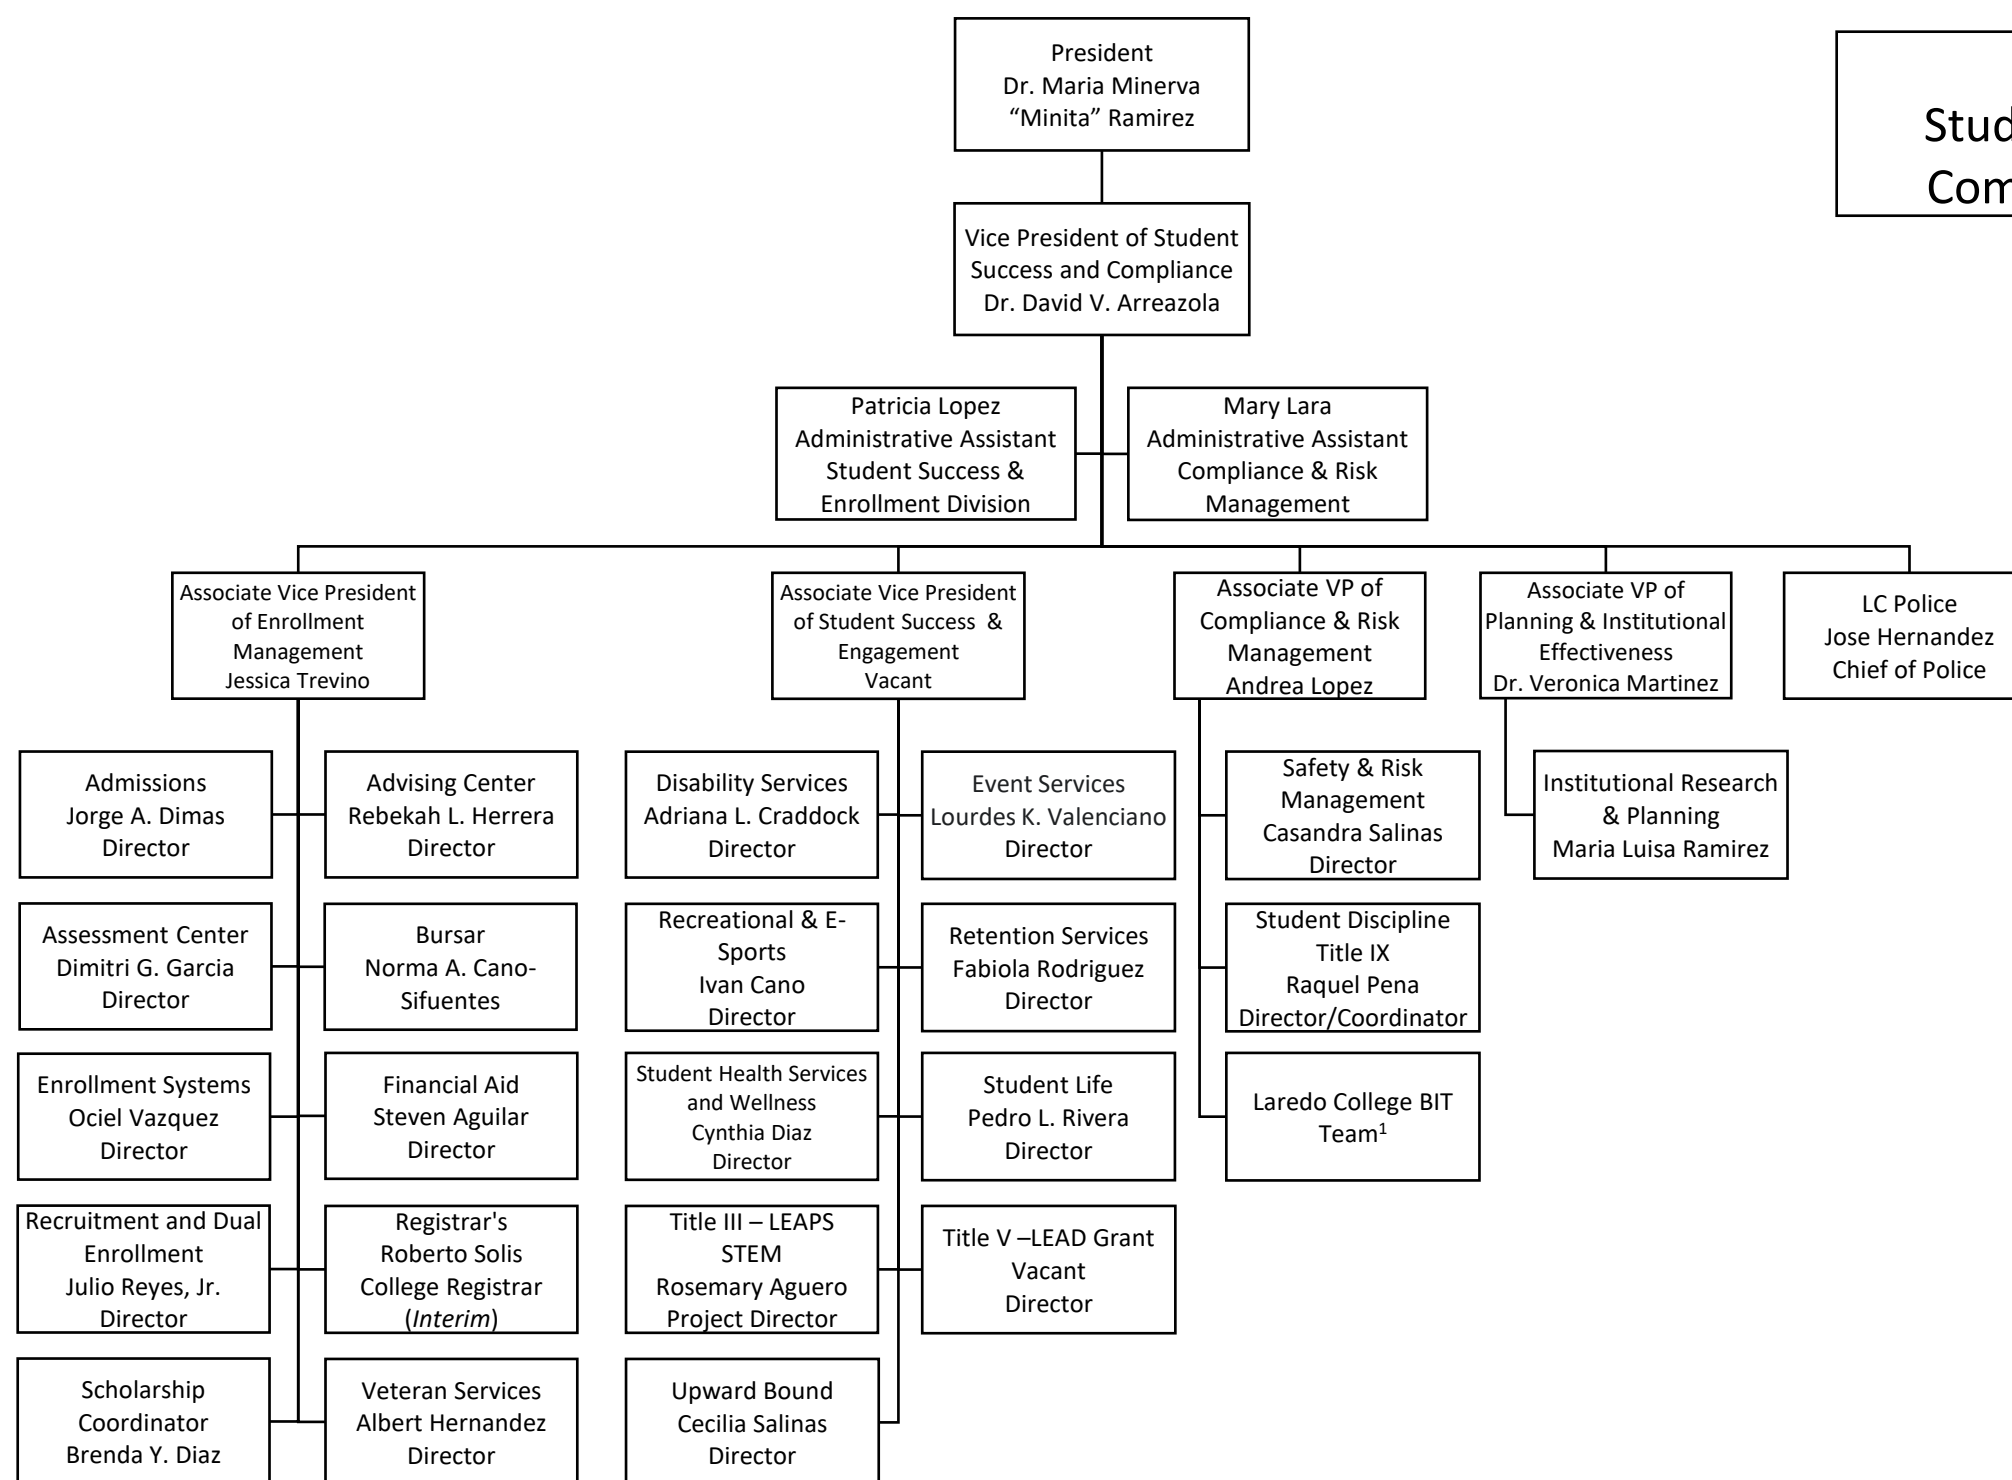 President
Dr. Maria Minerva
“Minita” Ramirez
Vice President of Student
Success and Compliance
Dr. David V. Arreazola
Patricia Lopez
Administrative Assistant
Student Success &
Enrollment Division
Mary Lara
Administrative Assistant
Compliance & Risk
Management
Associate Vice President
of Enrollment
Management
Jessica Trevino
Associate Vice President
of Student Success &
Engagement
Vacant
Associate VP of
Compliance & Risk
Management
Andrea Lopez
Associate VP of
Planning & Institutional
Effectiveness
Dr. Veronica Martinez
LC Police
Jose Hernandez
Chief of Police
Admissions
Jorge A. Dimas
Director
Advising Center
Rebekah L. Herrera
Director
Disability Services
Adriana L. Craddock
Director
Event Services
Lourdes K. Valenciano
Director
Safety & Risk
Management
Casandra Salinas
Director
Institutional Research
& Planning
Maria Luisa Ramirez
Assessment Center
Dimitri G. Garcia
Director
Bursar
Norma A. Cano-
Sifuentes
Recreational & E-
Sports
Ivan Cano
Director
Retention Services
Fabiola Rodriguez
Director
Student Discipline
Title IX
Raquel Pena
Director/Coordinator
Enrollment Systems
Ociel Vazquez
Director
Financial Aid
Steven Aguilar
Director
Student Health Services
and Wellness
Cynthia Diaz
Director
Student Life
Pedro L. Rivera
Director
Laredo College BIT
Team¹
Recruitment and Dual
Enrollment
Julio Reyes, Jr.
Director
Registrar's
Roberto Solis
College Registrar
(Interim)
Title III – LEAPS
STEM
Rosemary Aguero
Project Director
Title V –LEAD Grant
Vacant
Director
Scholarship
Coordinator
Brenda Y. Diaz
Veteran Services
Albert Hernandez
Director
Upward Bound
Cecilia Salinas
Director